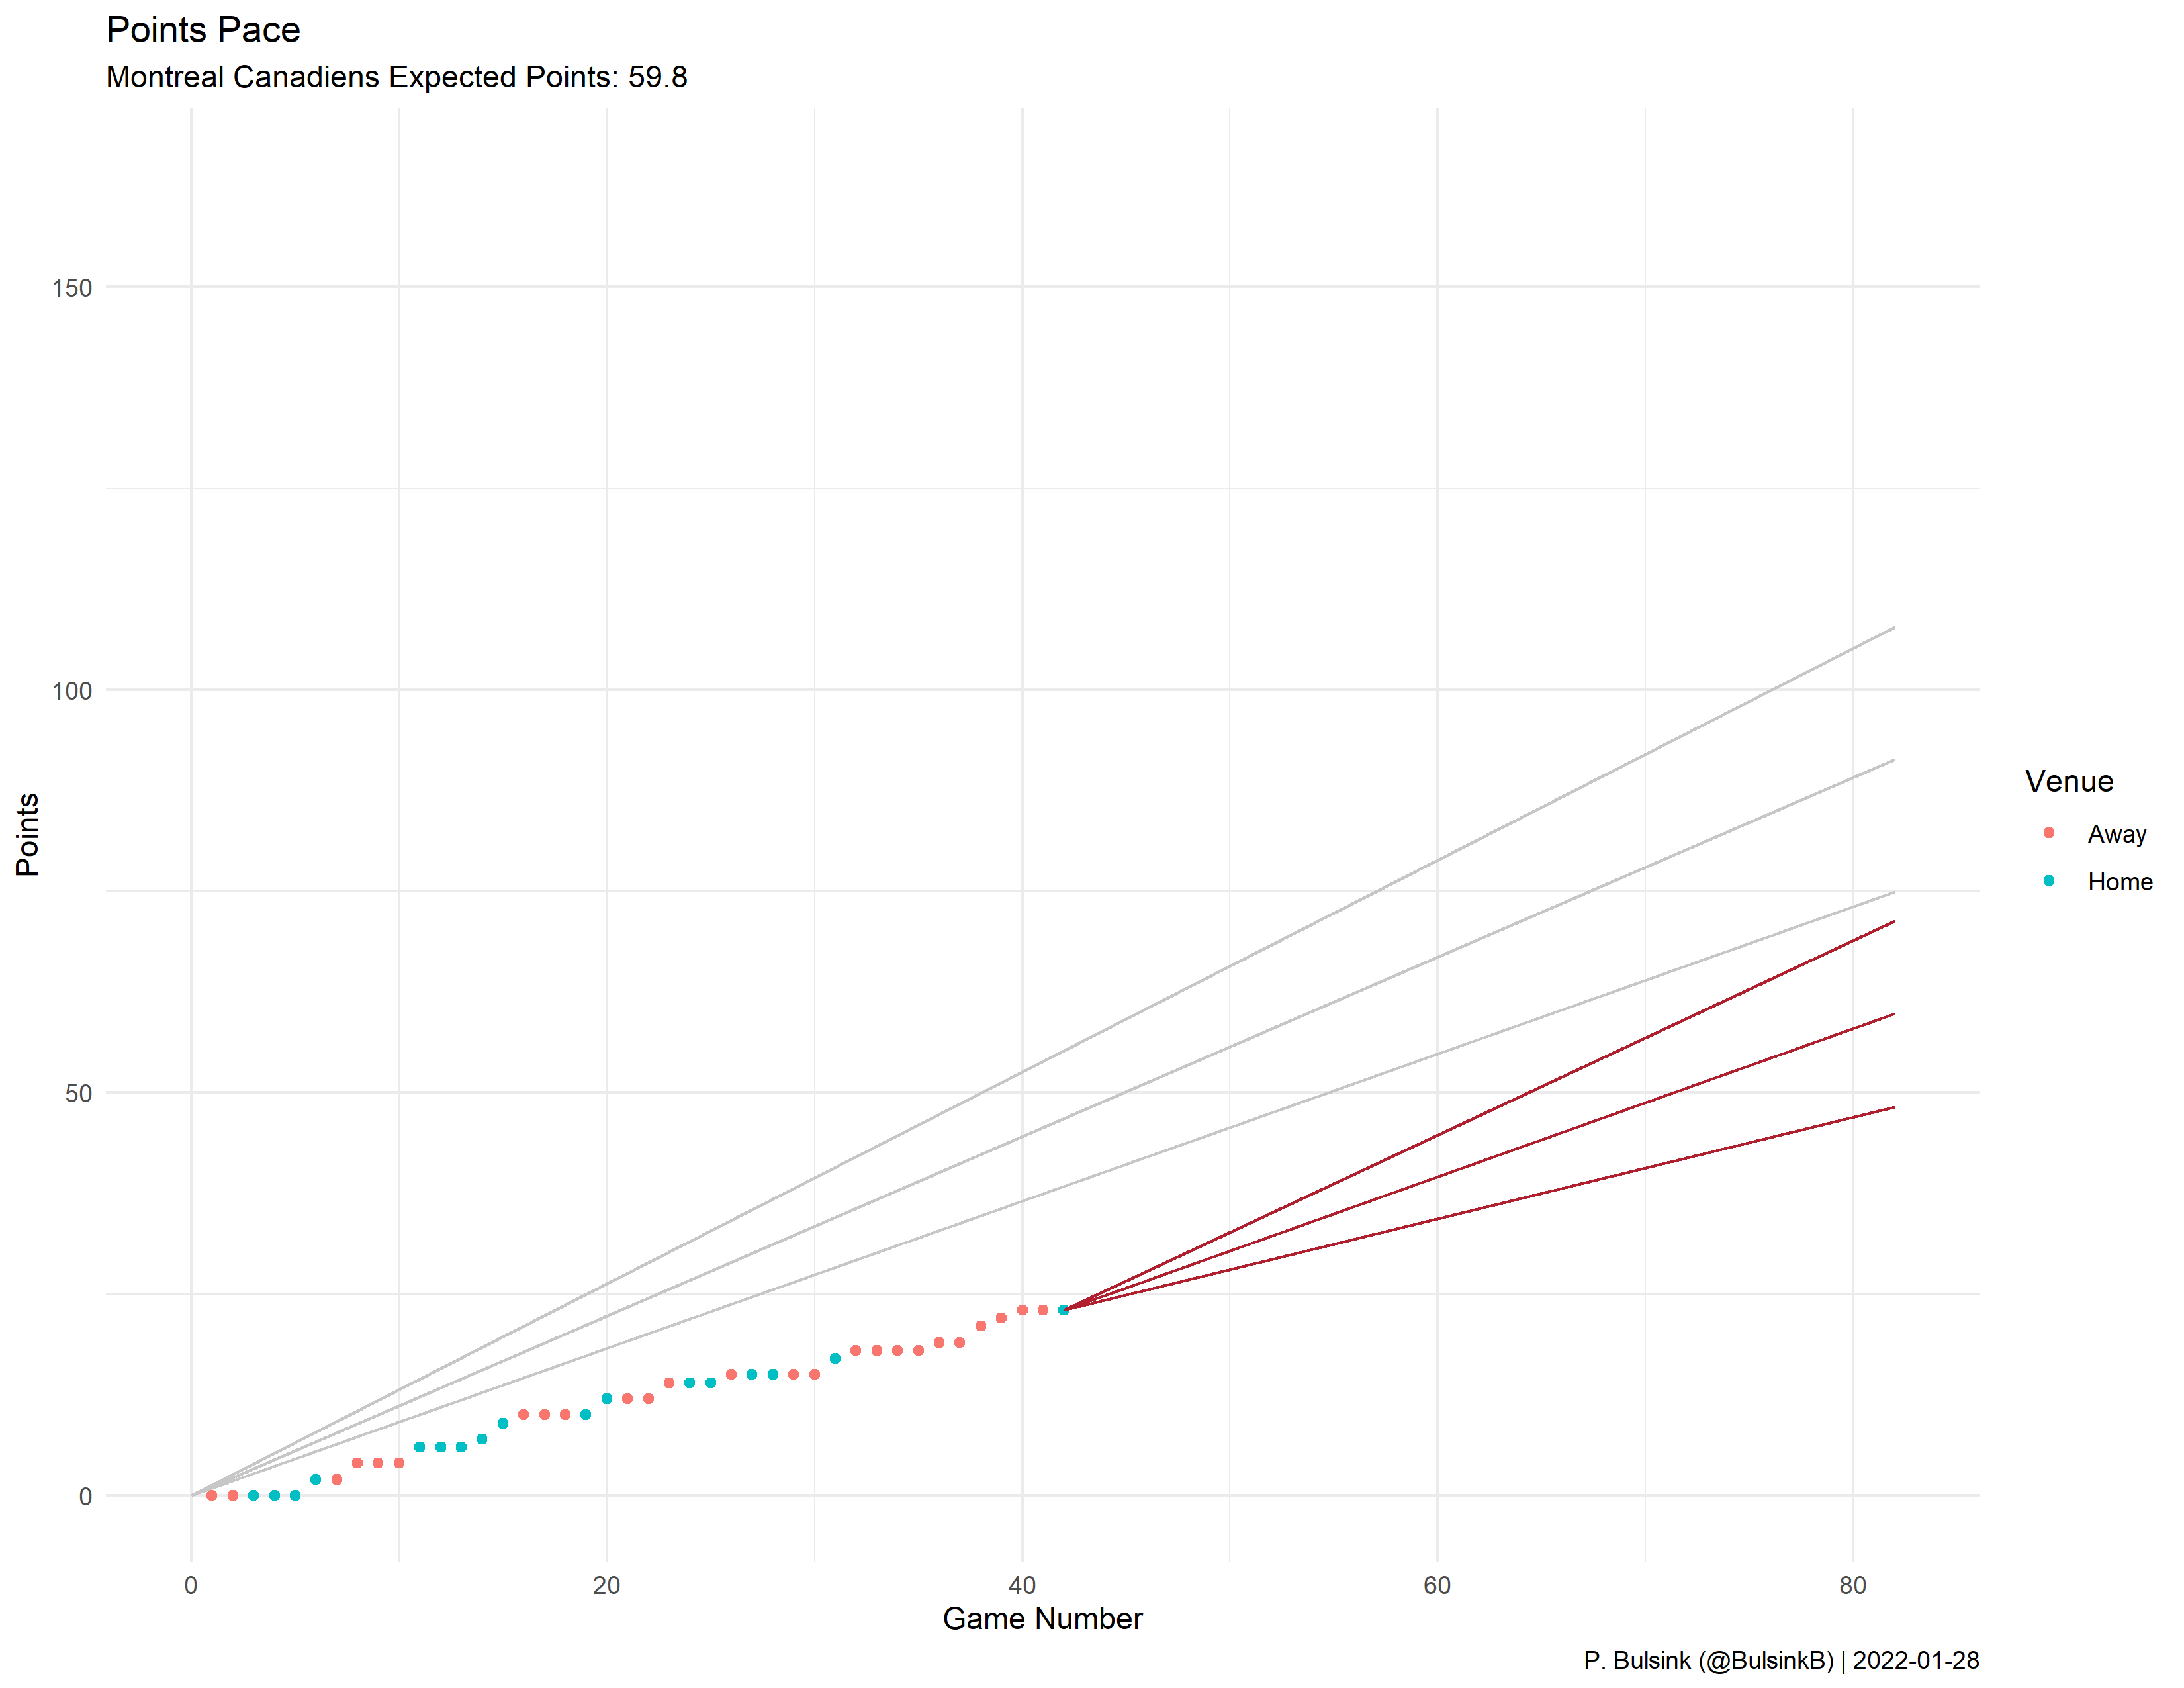 Points Pace
Montreal Canadiens Expected Points: 59.8
150
100
50
0
Points
0 20 40 60 80
Game Number
Venue
Away
Home
P. Bulsink (@BulsinkB) | 2022-01-28